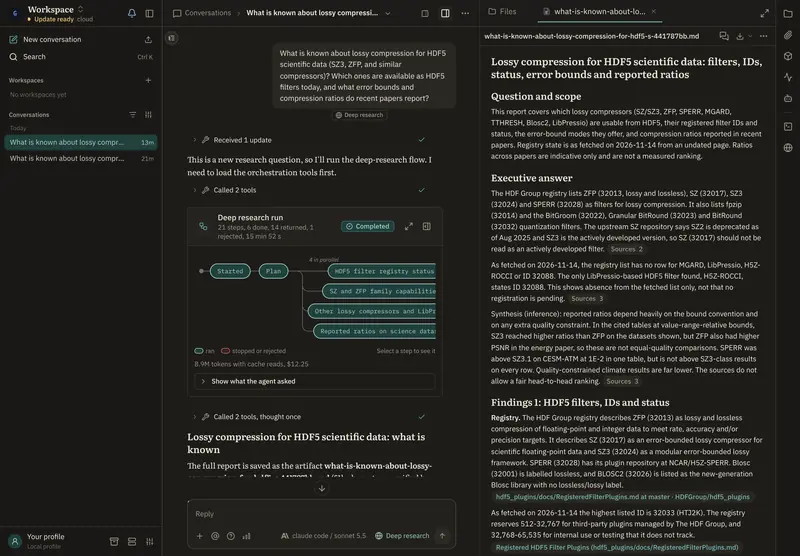 Workspace
Update ready cloud
New conversation
Search
Ctrl K
Workspaces
No workspaces yet
Conversations
Today
What is known about lossy compr...
13m
What is known about lossy compr...
21m
Your profile
Local profile
Conversations
What is known about lossy compressi...
What is known about lossy compression for HDF5
scientific data (SZ3, ZFP, and similar
compressors)? Which ones are available as HDF5
filters today, and what error bounds and
compression ratios do recent papers report?
Deep research
Received 1 update
This is a new research question, so I'll run the deep-research flow. I
need to load the orchestration tools first.
Called 2 tools
Deep research run
21 steps, 6 done, 14 returned, 1
rejected, 15 min 52 s
Completed
4 in parallel
Started
Plan
HDF5 filter registry status
SZ and ZFP family capabilities
Other lossy compressors and LibPr
Reported ratios on science datas
ran
stopped or rejected
Select a step to see it
8.9M tokens with cache reads, $12.25
Show what the agent asked
Called 2 tools, thought once
Lossy compression for HDF5 scientific data: what is
known
The full report is saved as the artifact what-is-known-about-lossy-
Reply
claude code / sonnet 5.5
Deep research
Files
what-is-known-about-lo...
what-is-known-about-lossy-compression-for-hdf5-s-441787bb.md
Lossy compression for HDF5 scientific data: filters, IDs,
status, error bounds and reported ratios
Question and scope
This report covers which lossy compressors (SZ/SZ3, ZFP, SPERR, MGARD,
TTHRESH, Blosc2, LibPressio) are usable from HDF5, their registered filter IDs and
status, the error-bound modes they offer, and compression ratios reported in recent
papers. Registry state is as fetched on 2026-11-14 from an undated page. Ratios
across papers are indicative only and are not a measured ranking.
Executive answer
The HDF Group registry lists ZFP (32013, lossy and lossless), SZ (32017), SZ3
(32024) and SPERR (32028) as filters for lossy compression. It also lists fpzip
(32014) and the BitGroom (32022), Granular BitRound (32023) and BitRound
(32032) quantization filters. The upstream SZ repository says SZ2 is deprecated as
of Aug 2025 and SZ3 is the actively developed version, so SZ (32017) should not be
read as an actively developed filter.
Sources 2
As fetched on 2026-11-14, the registry list has no row for MGARD, LibPressio, H5Z-
ROCCI or ID 32088. The only LibPressio-based HDF5 filter found, H5Z-ROCCI,
states ID 32088. This shows absence from the fetched list only, not that no
registration is pending.
Sources 3
Synthesis (inference): reported ratios depend heavily on the bound convention and
on any extra quality constraint. In the cited tables at value-range-relative bounds,
SZ3 reached higher ratios than ZFP on the datasets shown, but ZFP also had higher
PSNR in the energy paper, so these are not equal-quality comparisons. SPERR was
above SZ3.1 on CESM-ATM at 1E-2 in one table, but is not above SZ3-class results
on every row. Quality-constrained climate results are far lower. The sources do not
allow a fair head-to-head ranking.
Sources 3
Findings 1: HDF5 filters, IDs and status
Registry. The HDF Group registry describes ZFP (32013) as lossy and lossless
compression of floating-point and integer data to meet rate, accuracy and/or
precision targets. It describes SZ (32017) as an error-bounded lossy compressor for
scientific floating-point data and SZ3 (32024) as a modular error-bounded lossy
framework. SPERR (32028) has its plugin repository at NCAR/H5Z-SPERR. Blosc
(32001) is labelled lossless, and BLOSC2 (32026) is listed as the new-generation
Blosc library with no lossless/lossy label.
hdf5_plugins/docs/RegisteredFilterPlugins.md at master · HDFGroup/hdf5_plugins
As fetched on 2026-11-14 the highest listed ID is 32033 (HTJ2K). The registry
reserves 512-32,767 for third-party plugins managed by The HDF Group, and
32,768-65,535 for internal use or testing that it does not track.
Registered HDF5 Filter Plugins (hdf5_plugins/docs/RegisteredFilterPlugins.md)